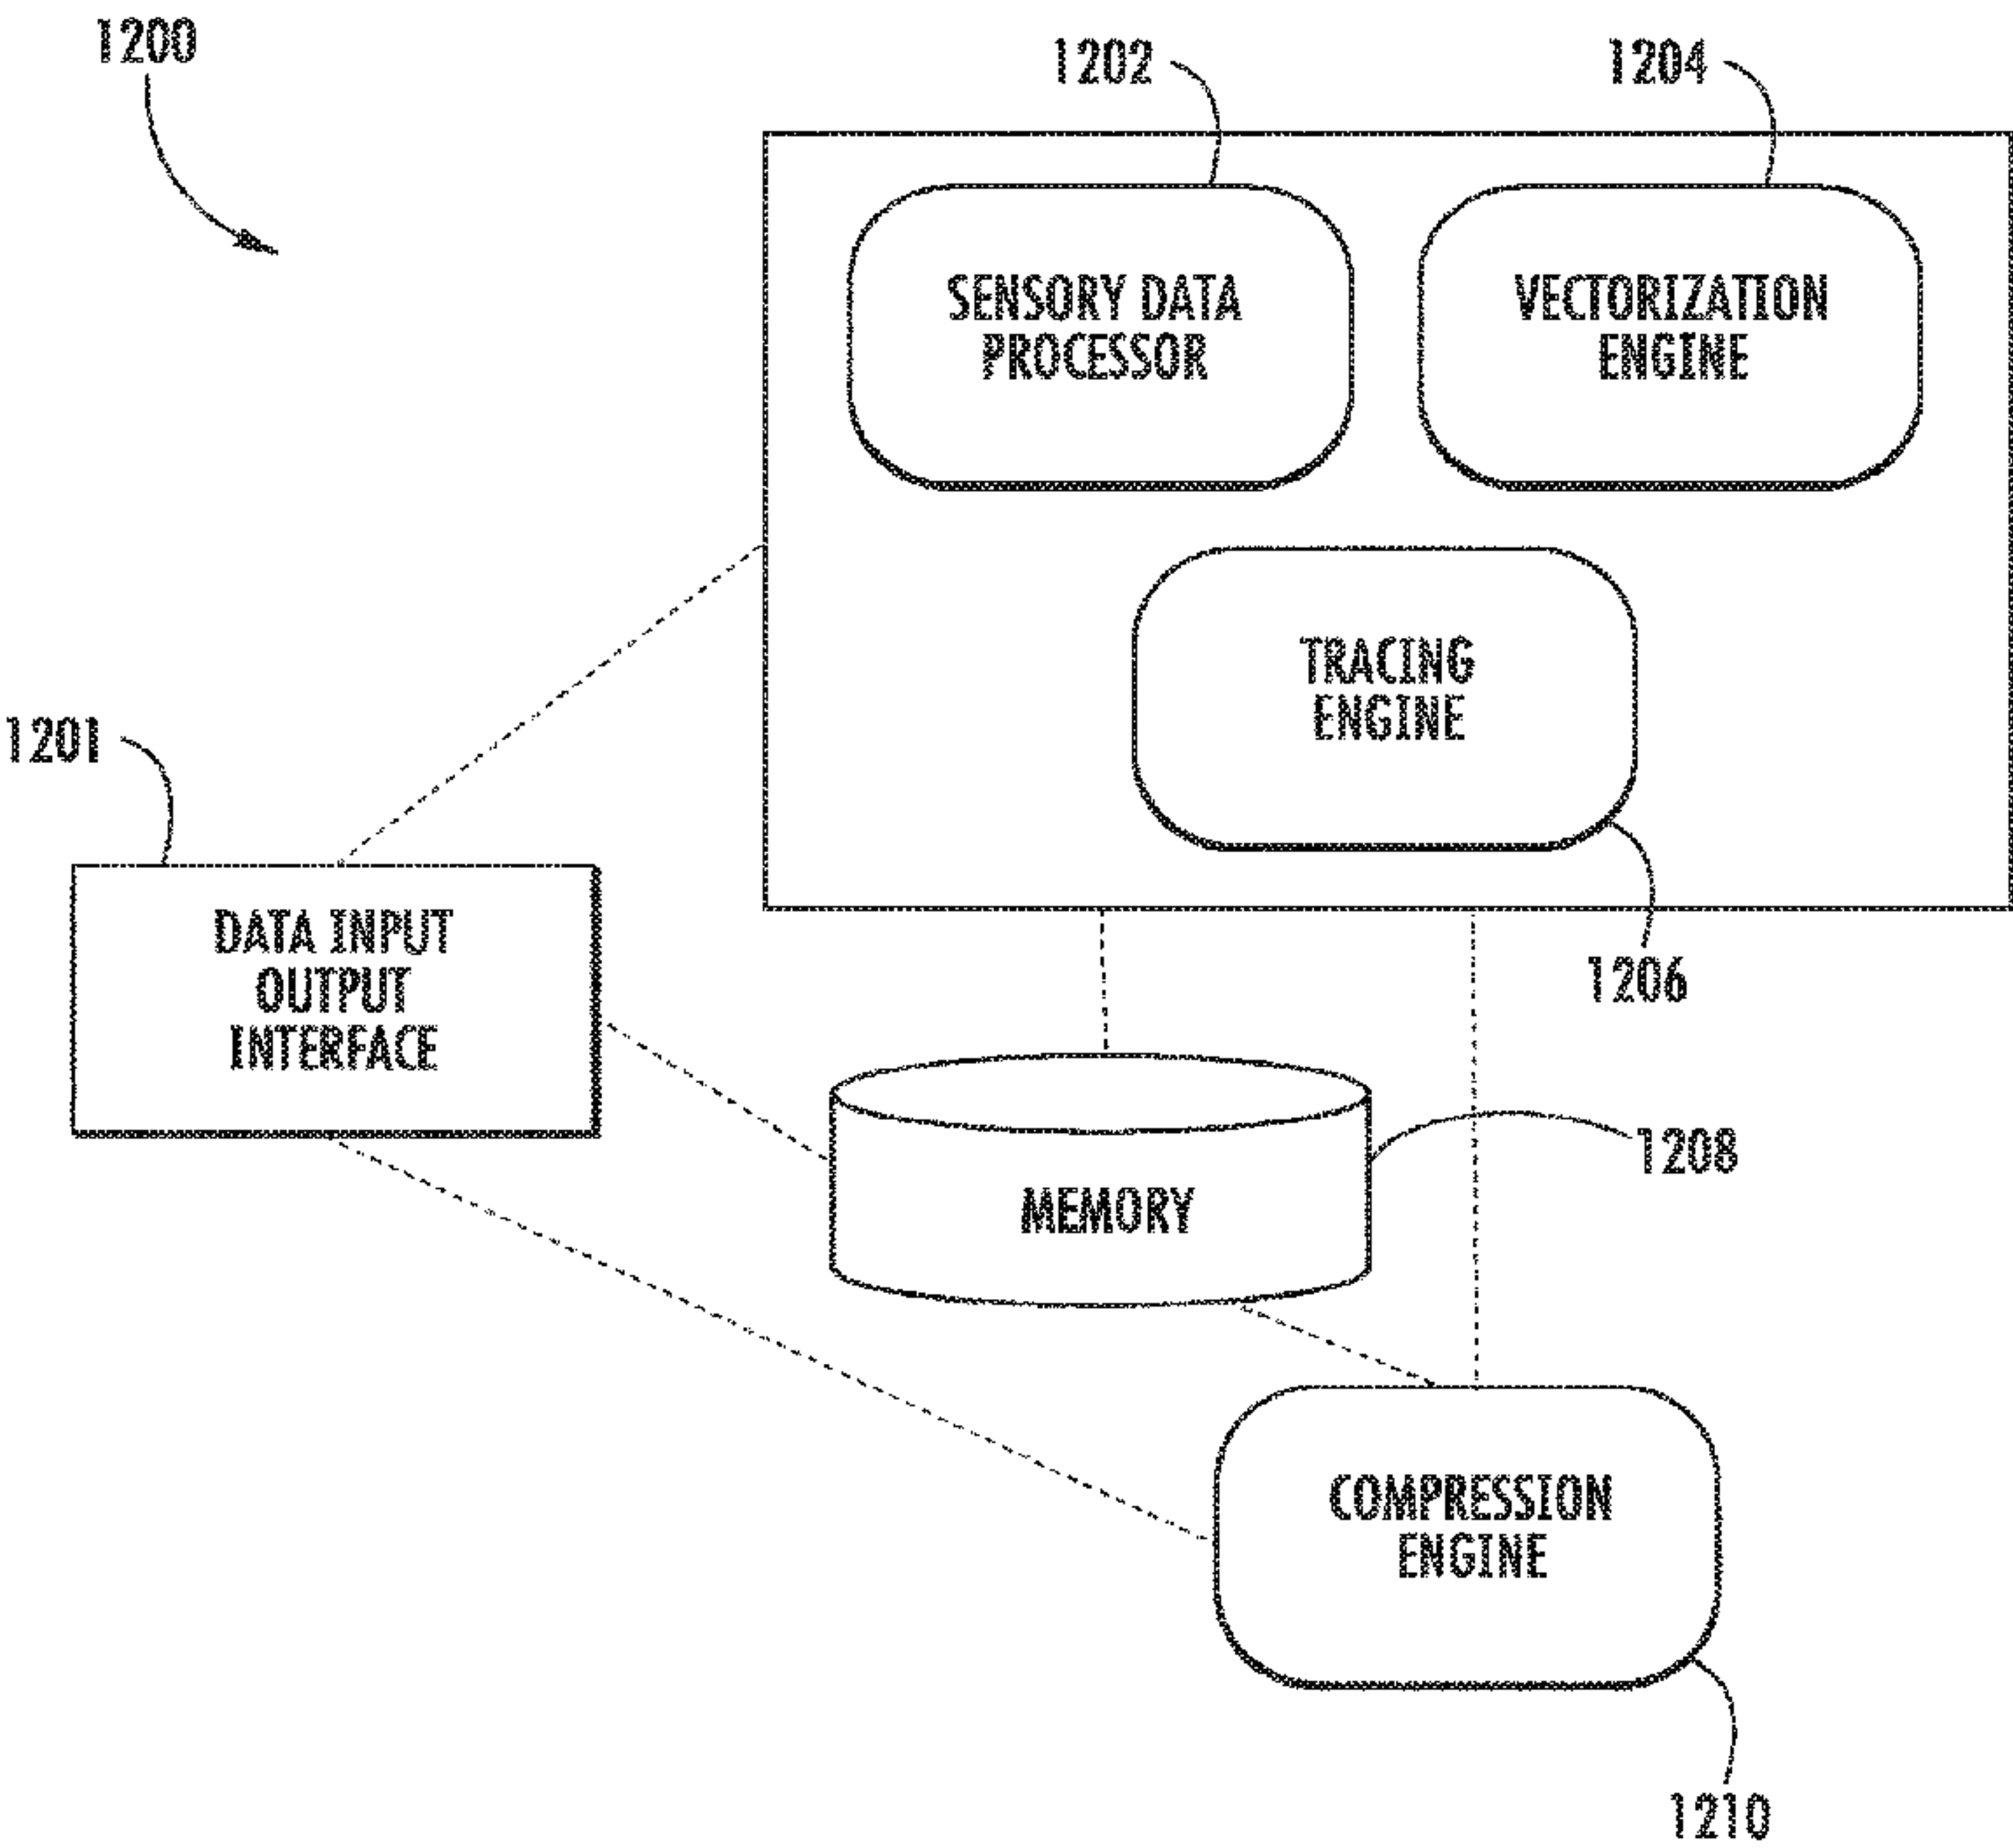 1200
1202
1204
SENSORY DATA
PROCESSOR
VECTORIZATION
ENGINE
TRACING
ENGINE
1201
DATA INPUT
OUTPUT
INTERFACE
1206
1208
MEMORY
COMPRESSION
ENGINE
1210